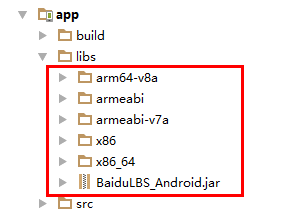 app
build
libs
arm64-v8a
armeabi
armeabi-v7a
x86
x86_64
BaiduLBS_Android.jar
src